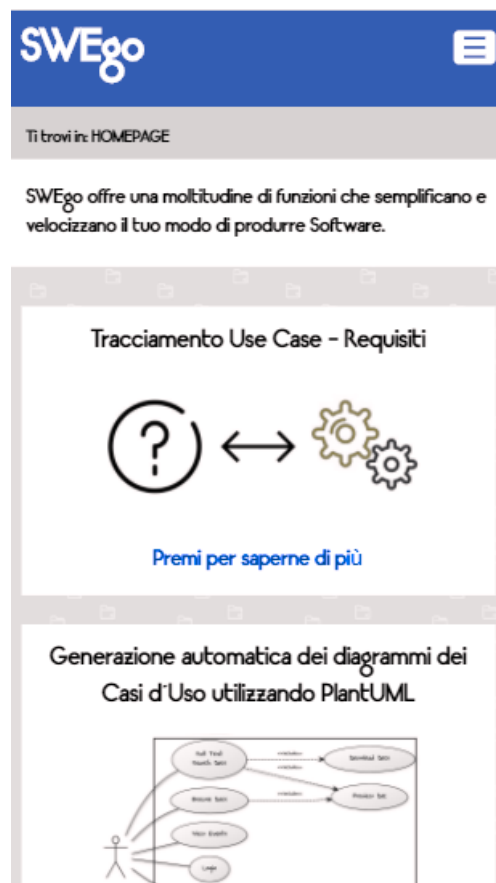 SWEgo
Ti trovi in: HOMEPAGE
SWEgo offre una moltitudine di funzioni che semplificano e
velocizzano il tuo modo di produrre Software.
Tracciamento Use Case - Requisiti
?
Premi per saperne di più
Generazione automatica dei diagrammi dei
Casi d'Uso utilizzando PlantUML
Login